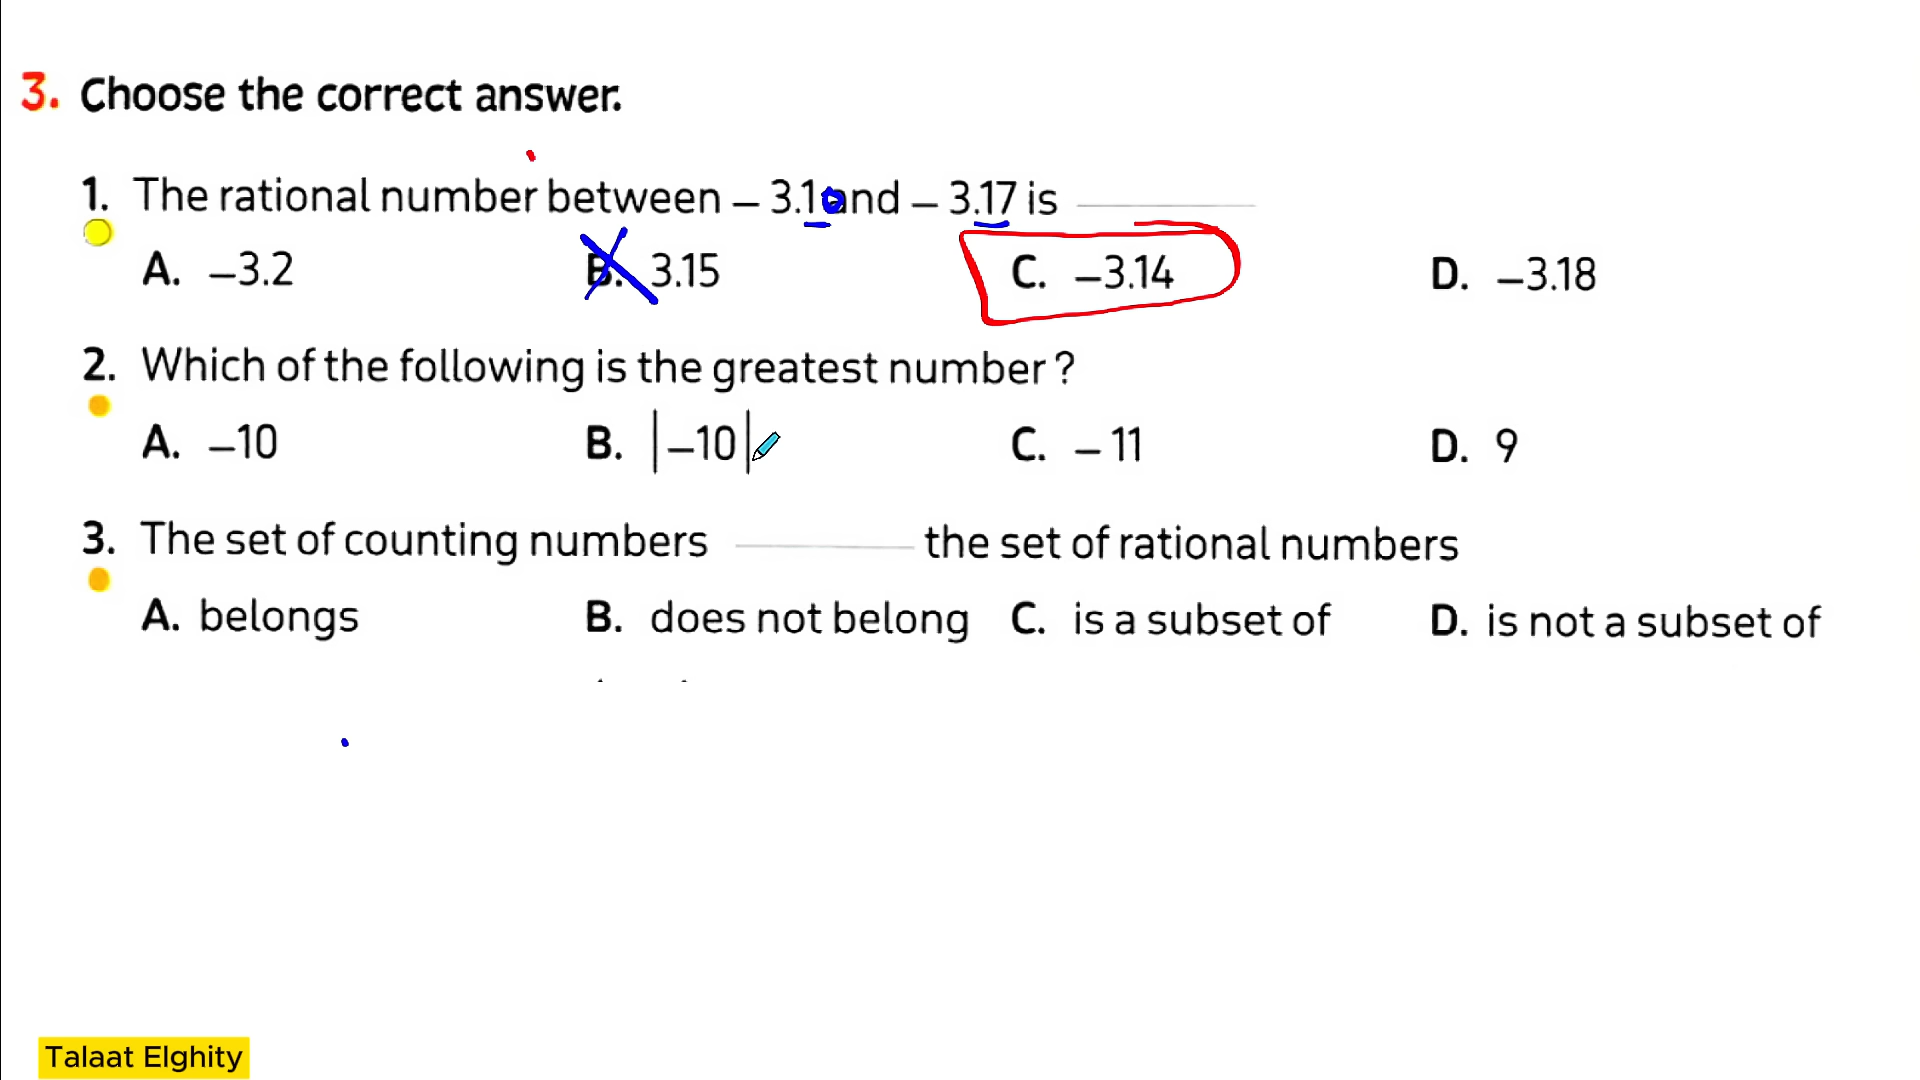 3. Choose the correct answer.
1. The rational number between – 3.10 and – 3.17 is
A. –3.2 B. 3.15 C. –3.14 D. –3.18
2. Which of the following is the greatest number ?
A. –10 B. |–10| C. – 11 D. 9
3. The set of counting numbers the set of rational numbers
A. belongs B. does not belong C. is a subset of D. is not a subset of
Talaat Elghity